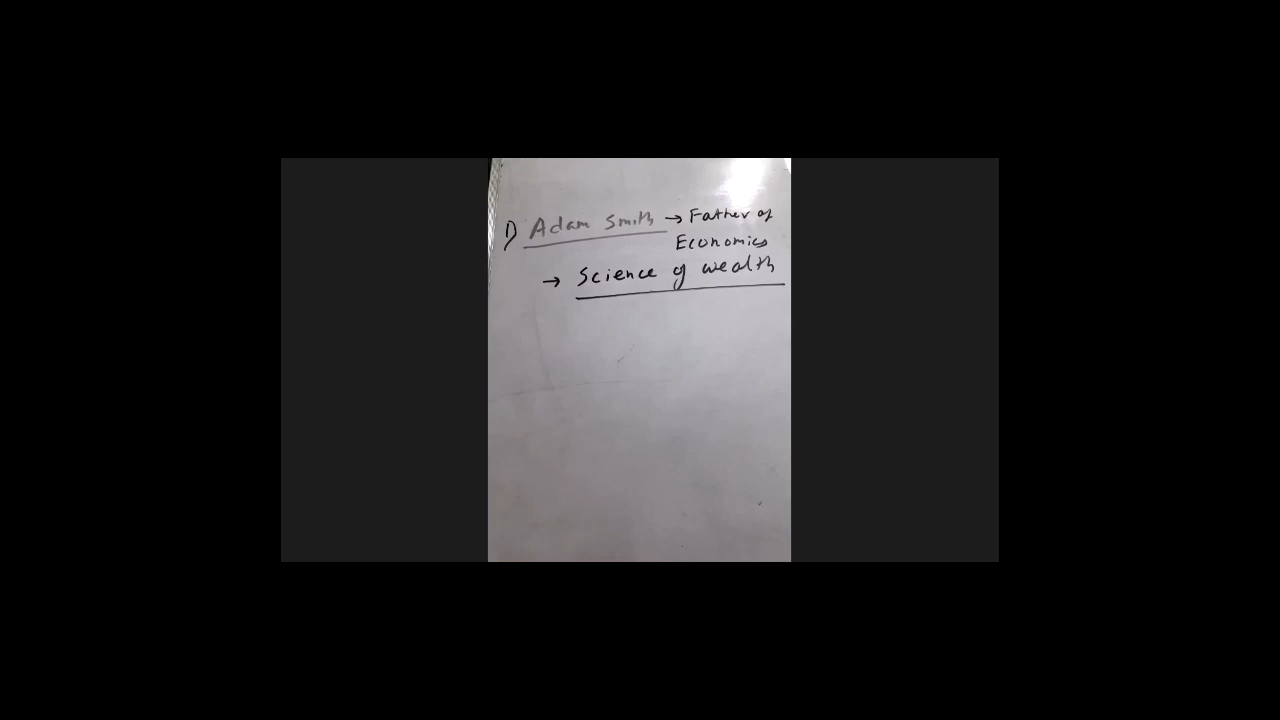 1) Adam Smith → Father of
Economics
→ Science of wealth